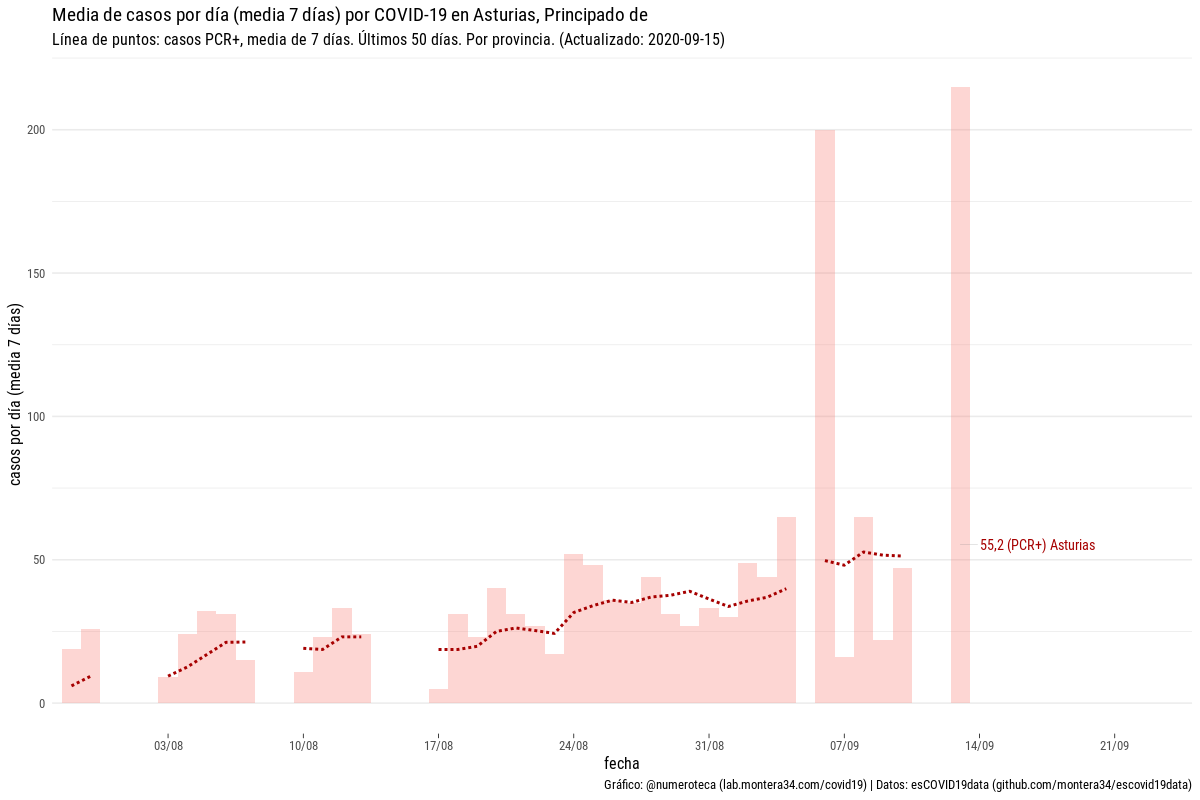 Media de casos por día (media 7 días) por COVID-19 en Asturias, Principado de
Línea de puntos: casos PCR+, media de 7 días. Últimos 50 días. Por provincia. (Actualizado: 2020-09-15)
casos por día (media 7 días)
200
150
100
50
0
55,2 (PCR+) Asturias
03/08
10/08
17/08
24/08
31/08
07/09
14/09
21/09
fecha
Gráfico: @numeroteca (lab.montera34.com/covid19) | Datos: esCOVID19data (github.com/montera34/escovid19data)